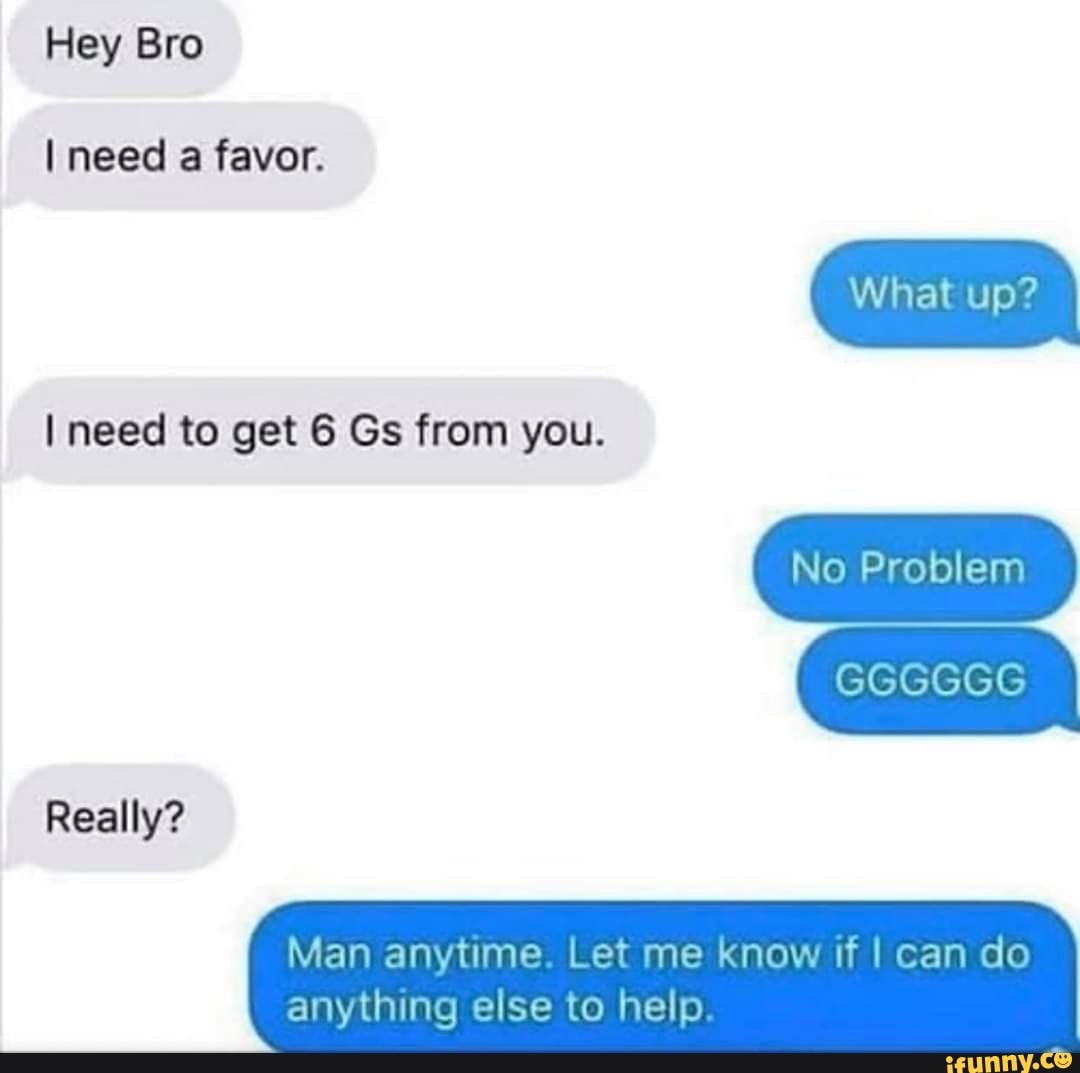 Hey Bro
I need a favor.
What up?
I need to get 6 Gs from you.
No Problem
GGGGGG
Really?
Man anytime. Let me know if I can do
anything else to help.
ifunny.co